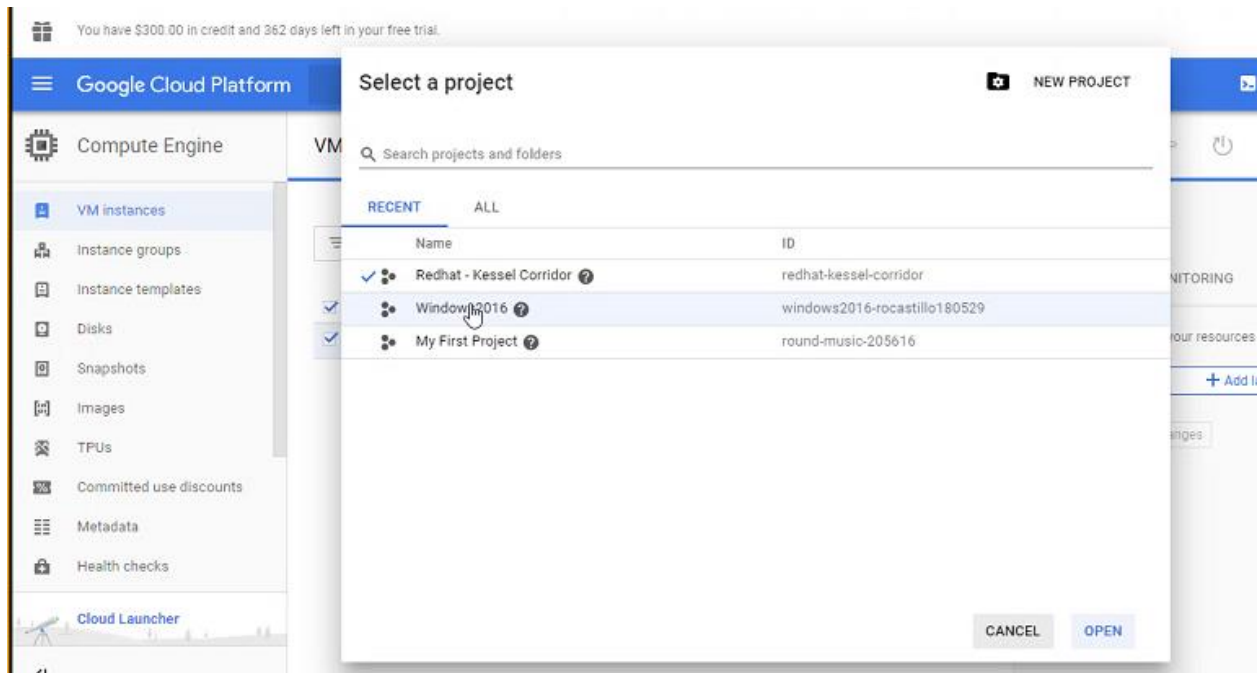 You have $300.00 in credit and 362 days left in your free trial.
Google Cloud Platform
Compute Engine
VM
VM instances
Instance groups
Instance templates
Disks
Snapshots
Images
TPUs
Committed use discounts
Metadata
Health checks
Cloud Launcher
Select a project
NEW PROJECT
Search projects and folders
RECENT ALL
Name ID
Redhat - Kessel Corridor redhat-kessel-corridor
windows2016-rocastillo180529
My First Project round-music-205616
CANCEL OPEN
your resources
+ Add